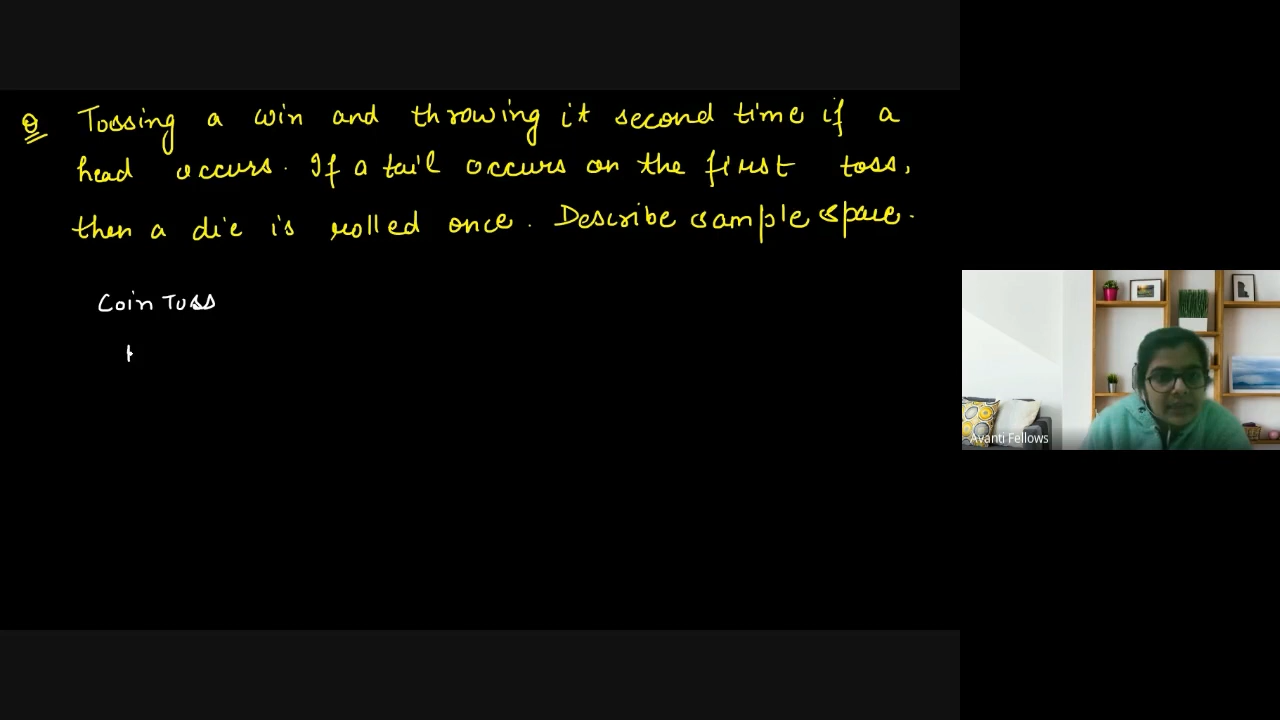 Q Tossing a coin and throwing it second time if a
head occurs. If a tail occurs on the first toss,
then a die is rolled once. Describe sample space.
Coin Toss
Avanti Fellows